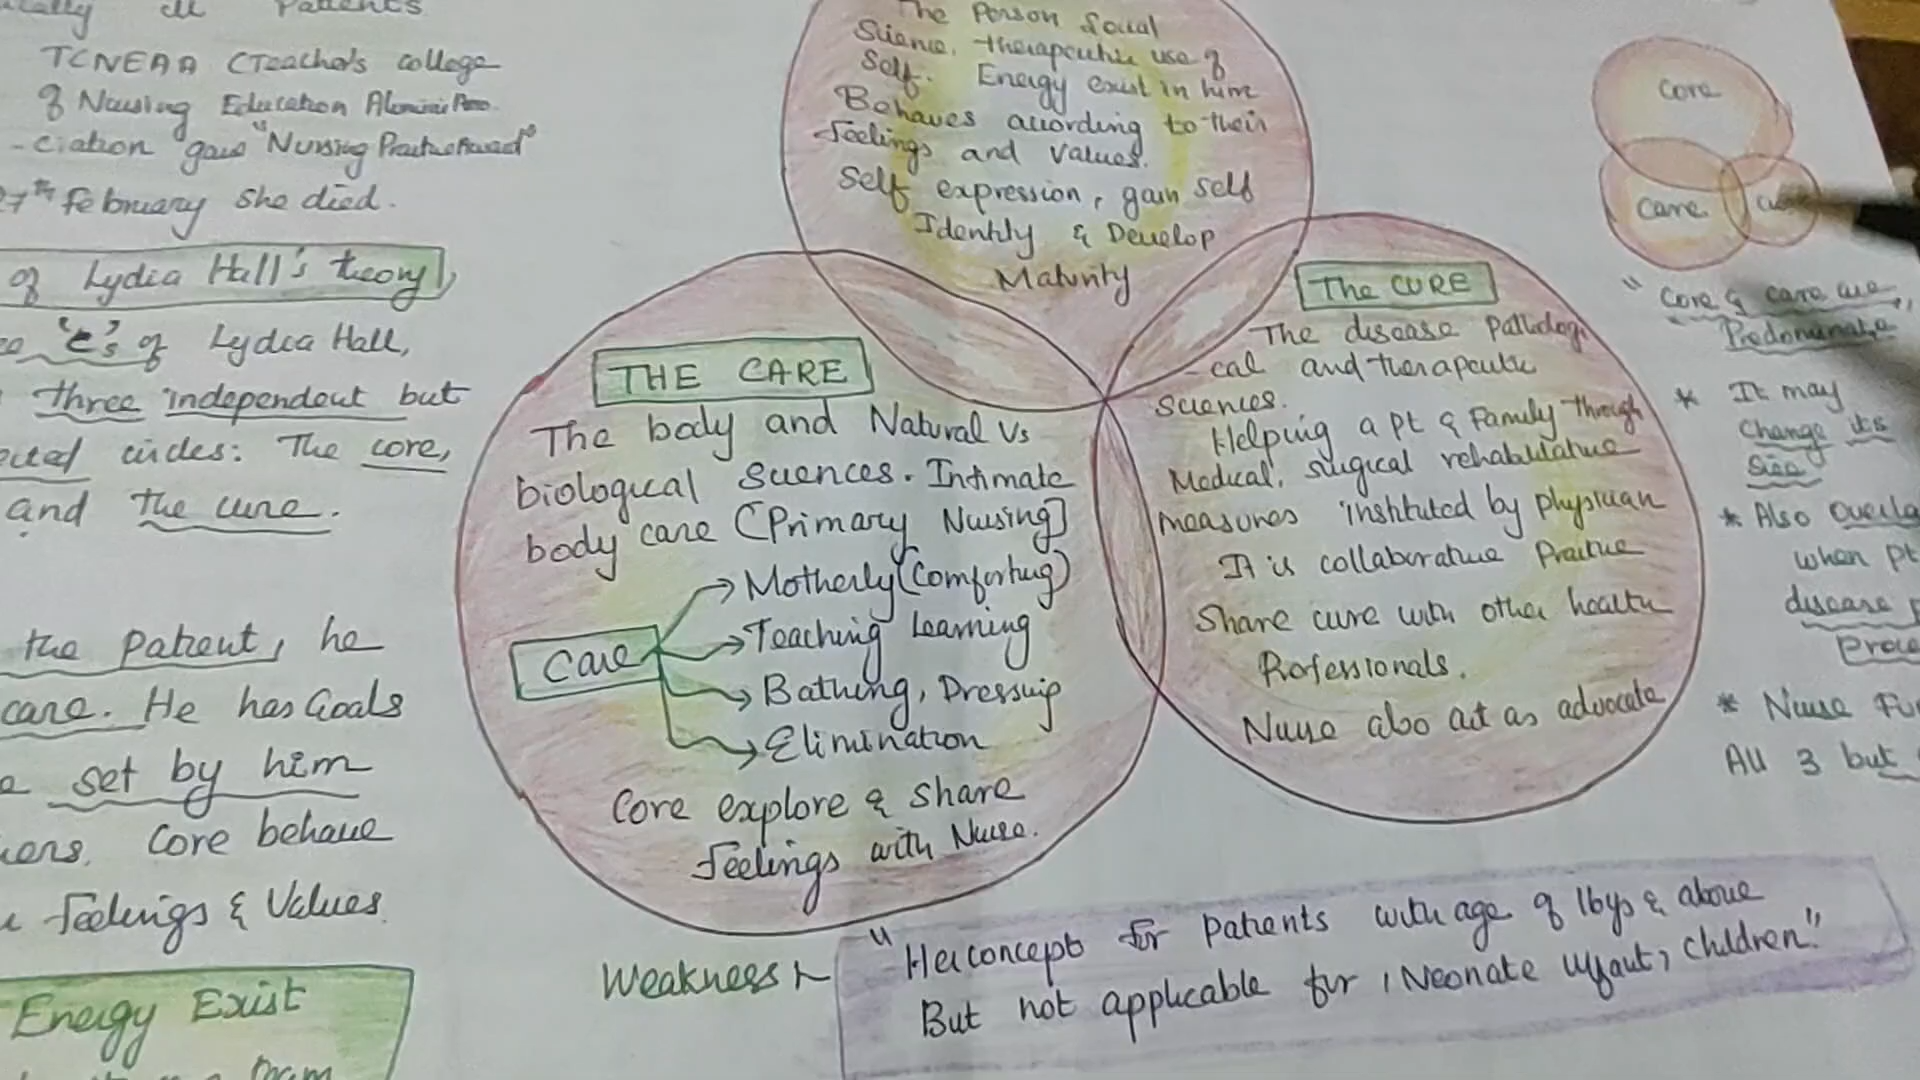 ill Patients
TCNEAA (Teacher's college
of Nursing Education Alumini Asso
-ciation gave "Nursing Practice Award"
27th February She died.
of Lydia Hall's theory,
'C's of Lydia Hall,
three independent but
circles: The core,
and the cure.
the Patient, he
care. He has Goals
set by him
Core behave
feelings & Values.
Energy Exist
The Person Social
Science, therapeutic use of
Self. Energy exist in him
Behaves according to their
feelings and values.
Self expression, gain self
Identity & Develop
Maturity
THE CARE
The body and Natural Vs
biological sciences. Intimate
body care (Primary Nursing)
Motherly (Comforting)
Care
Teaching Learning
Bathing, Dressing
Elimination
Core explore & share
feelings with Nurse.
The CURE
The disease Pathologi
-cal and therapeutic
sciences.
Helping a pt & Family through
Medical, surgical rehabilitative
measures instituted by physician
It is collaborative Practice
Share cure with other health
Professionals.
Nurse also act as advocate
Core
Care
"Core & care are
Predominate
* It may
change its
size
* Also
when pt
disease
* Nurse
All 3 but
Weakness
"Her concept for patients with age of 16ys & above
But not applicable for, Neonate infant, children."